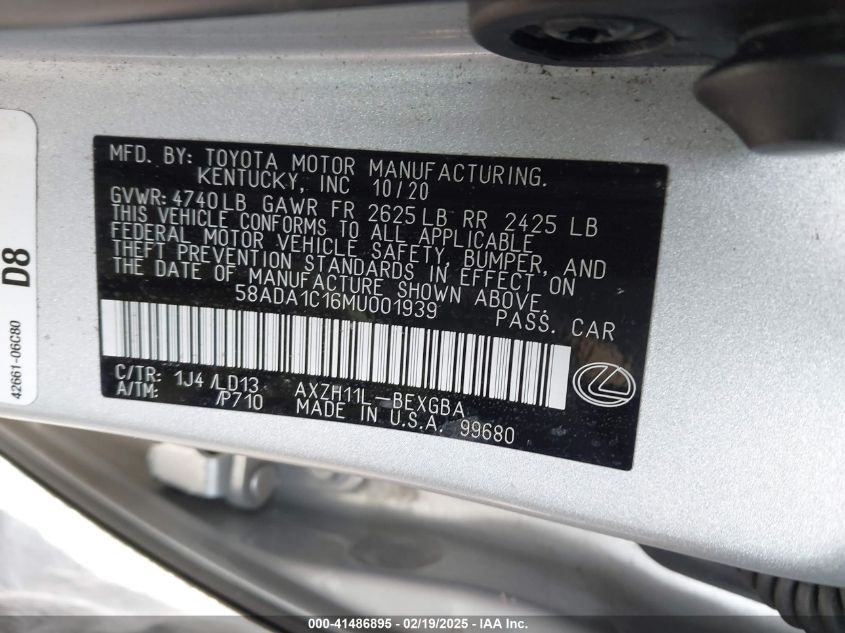 MFD. BY: TOYOTA MOTOR MANUFACTURING.
KENTUCKY, INC 10/20
GVWR: 4740LB GAWR FR 2625LB RR 2425 LB
THIS VEHICLE CONFORMS TO ALL APPLICABLE
FEDERAL MOTOR VEHICLE SAFETY, BUMPER, AND
THEFT PREVENTION STANDARDS IN EFFECT ON
THE DATE OF MANUFACTURE SHOWN ABOVE.
58ADA1C16MU001939 PASS. CAR
C/TR: 1J4 /LD13 AXZH11L-BEXGBA
A/TM: /P710 MADE IN U.S.A. 99680
D8
42661-06C80
000-41486895 - 02/19/2025 - IAA Inc.